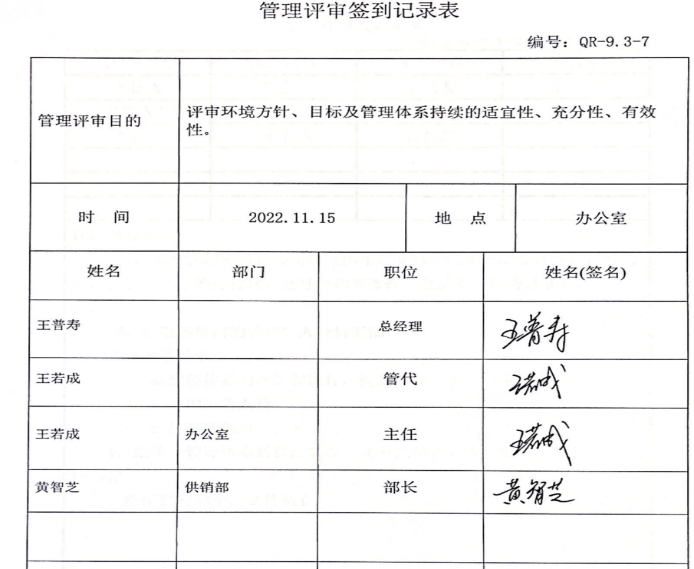 管理评审签到记录表
编号：QR-9.3-7
管理评审目的
评审环境方针、目标及管理体系持续的适宜性、充分性、有效
性。
时 间 2022.11.15 地 点 办公室
姓名 部门 职位 姓名(签名)
王普寿 总经理 王普寿
王若成 管代 王若成
王若成 办公室 主任 王若成
黄智芝 供销部 部长 黄智芝